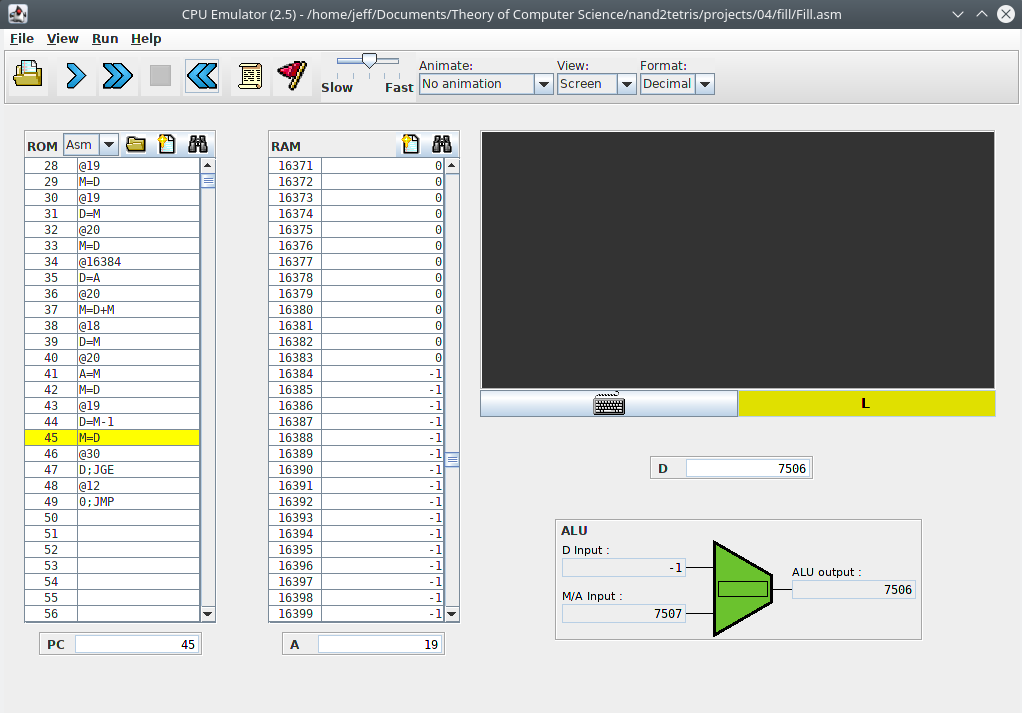 CPU Emulator (2.5) - /home/jeff/Documents/Theory of Computer Science/nand2tetris/projects/04/fill/Fill.asm
File View Run Help
Slow Fast
Animate: View: Format:
No animation Screen Decimal
ROM Asm
28 @19
29 M=D
30 @19
31 D=M
32 @20
33 M=D
34 @16384
35 D=A
36 @20
37 M=D+M
38 @18
39 D=M
40 @20
41 A=M
42 M=D
43 @19
44 D=M-1
45 M=D
46 @30
47 D;JGE
48 @12
49 0;JMP
50
51
52
53
54
55
56
PC 45
RAM
16371 0
16372 0
16373 0
16374 0
16375 0
16376 0
16377 0
16378 0
16379 0
16380 0
16381 0
16382 0
16383 0
16384 -1
16385 -1
16386 -1
16387 -1
16388 -1
16389 -1
16390 -1
16391 -1
16392 -1
16393 -1
16394 -1
16395 -1
16396 -1
16397 -1
16398 -1
16399 -1
A 19
L
D 7506
ALU
D Input :
-1
M/A Input :
7507
ALU output :
7506